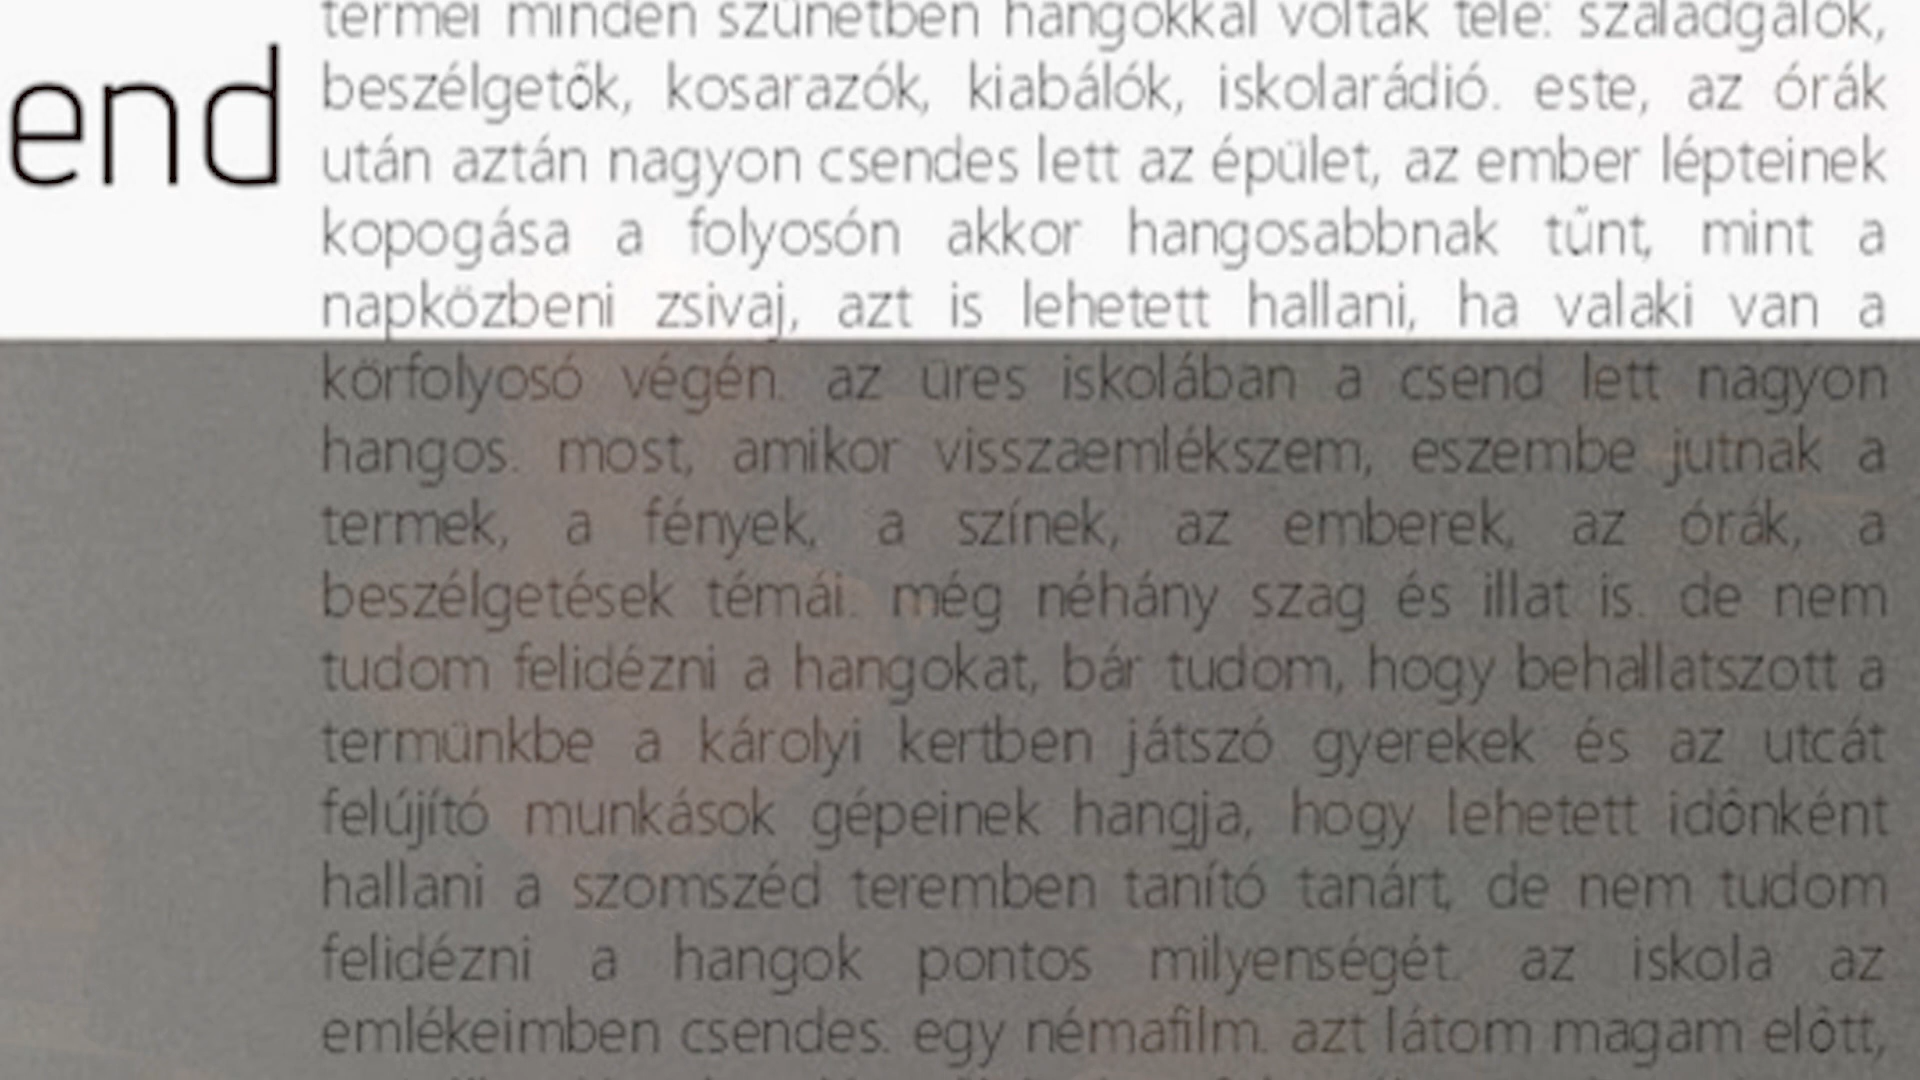 termei minden szünetben hangokkal voltak tele: szaladgálók,
end
beszélgetők, kosarazók, kiabálók, iskolarádió. este, az órák
után aztán nagyon csendes lett az épület, az ember lépteinek
kopogása a folyosón akkor hangosabbnak tűnt, mint a
napközbeni zsivaj, azt is lehetett hallani, ha valaki van a
körfolyosó végén. az üres iskolában a csend lett nagyon
hangos. most, amikor visszaemlékszem, eszembe jutnak a
termek, a fények, a színek, az emberek, az órák, a
beszélgetések témái. még néhány szag és illat is. de nem
tudom felidézni a hangokat, bár tudom, hogy behallatszott a
termünkbe a károlyi kertben játszó gyerekek és az utcát
felújító munkások gépeinek hangja, hogy lehetett idônként
hallani a szomszéd teremben tanító tanárt, de nem tudom
felidézni a hangok pontos milyenségét. az iskola az
emlékeimben csendes. egy némafilm. azt látom magam elôtt,